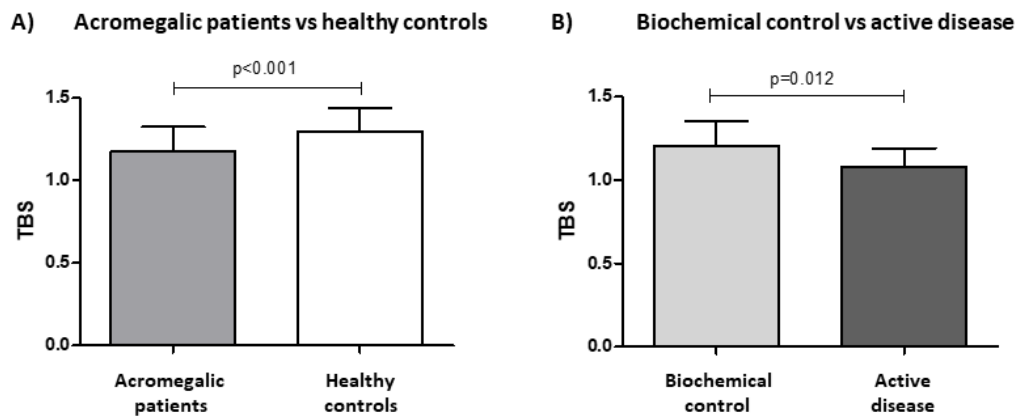 A) Acromegalic patients vs healthy controls
p<0.001
1.5
1.0
0.5
0.0
TBS
Acromegalic
patients
Healthy
controls
B) Biochemical control vs active disease
p=0.012
1.5
1.0
0.5
0.0
TBS
Biochemical
control
Active
disease